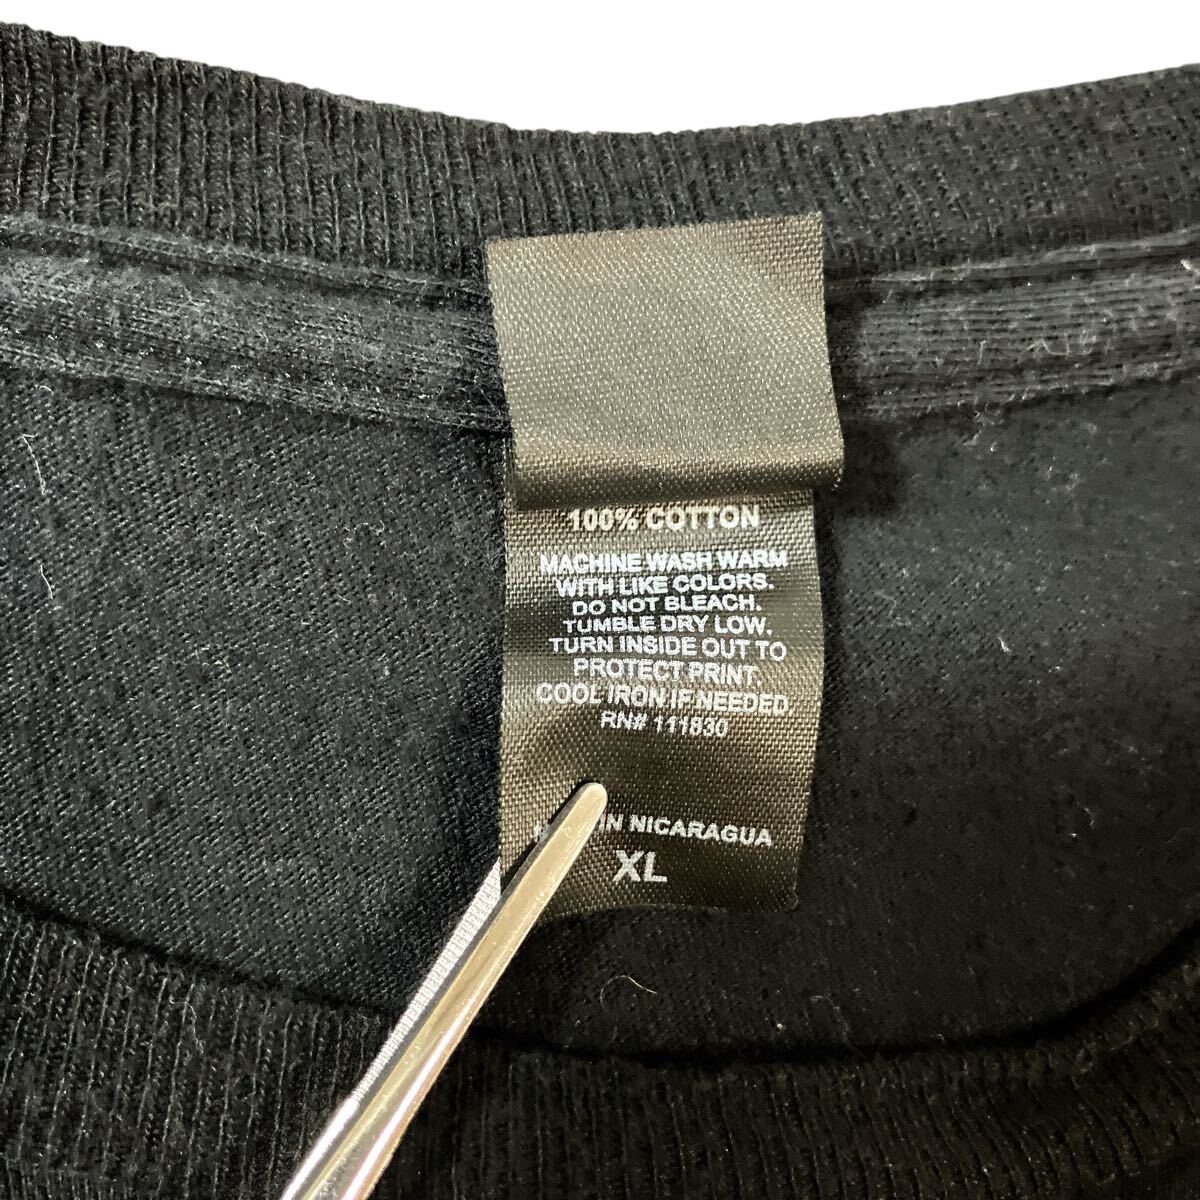 100% COTTON
MACHINE WASH WARM
WITH LIKE COLORS.
DO NOT BLEACH.
TUMBLE DRY LOW.
TURN INSIDE OUT TO
PROTECT PRINT.
COOL IRON IF NEEDED
RN# 111830
IN NICARAGUA
XL